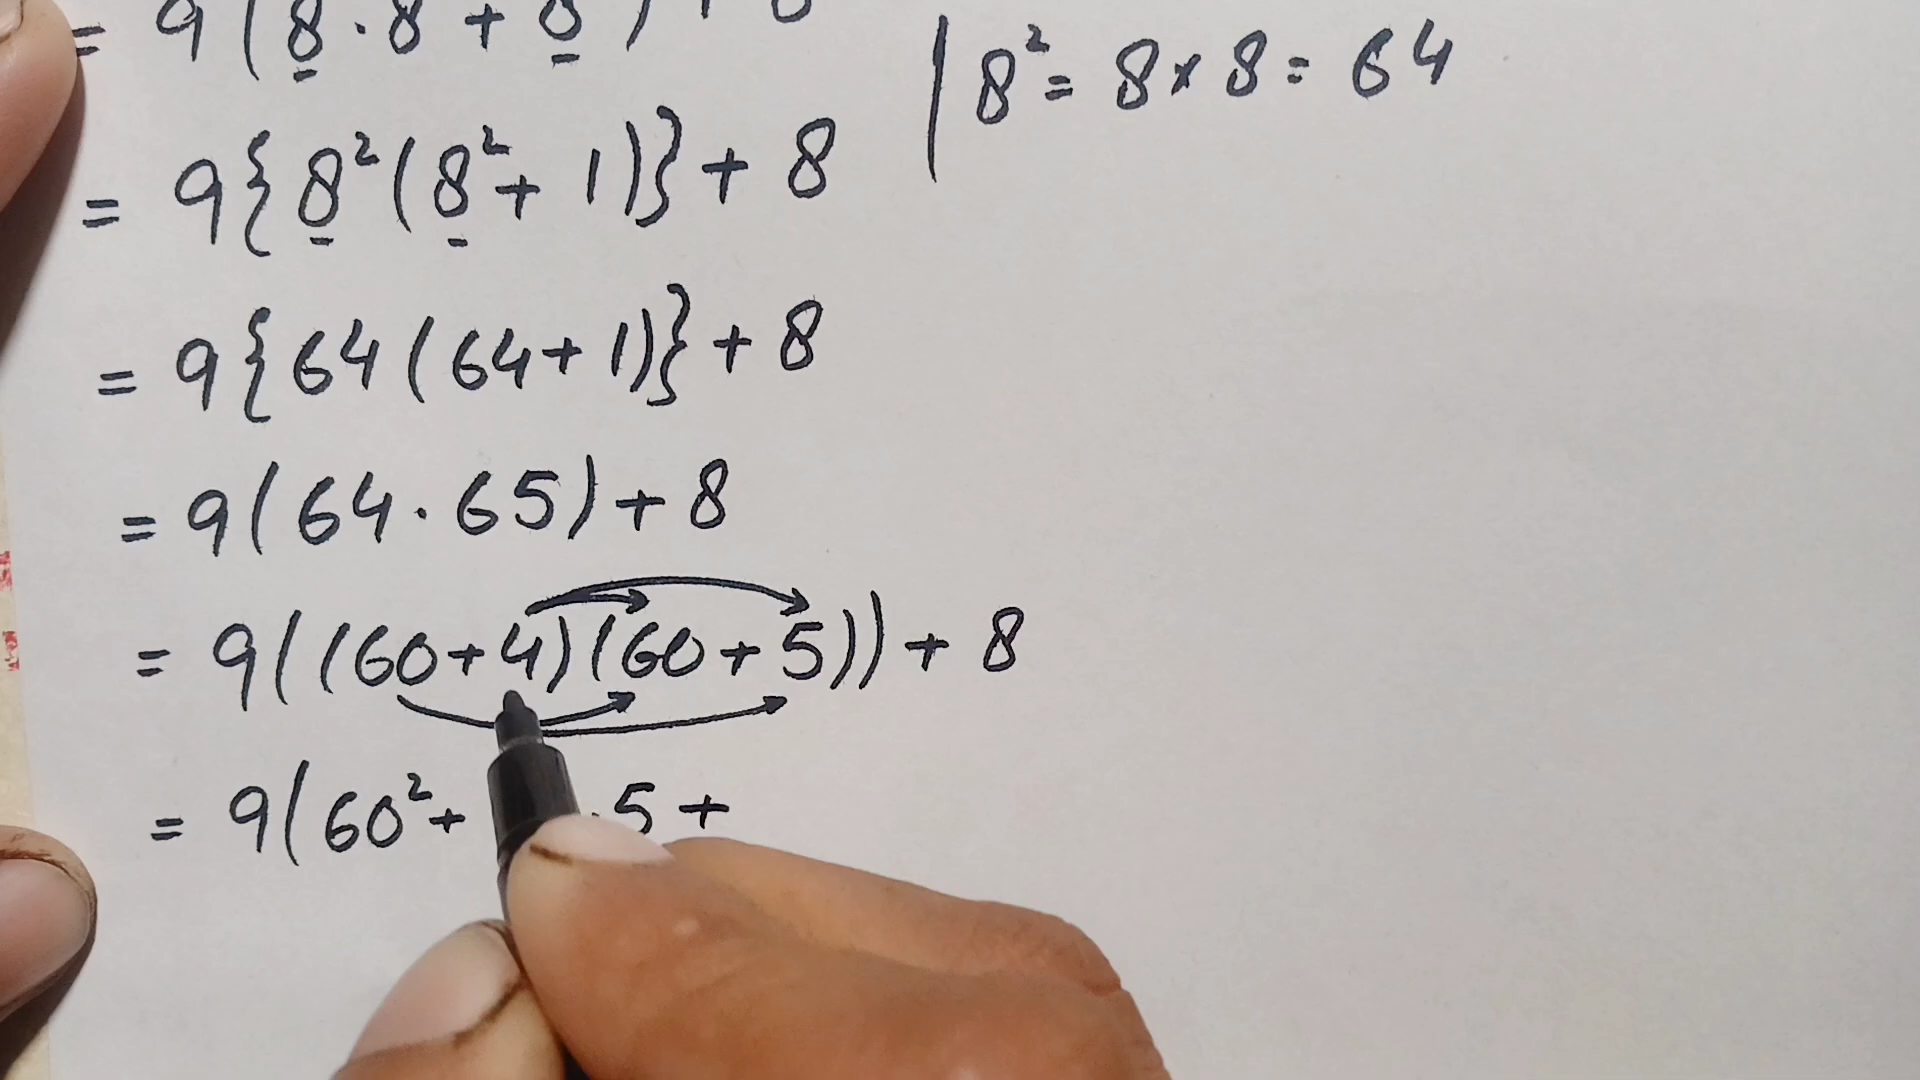 = 9(8·8+8)+8
8²= 8×8= 64
= 9{8²(8²+1)}+8
= 9{64(64+1)}+8
= 9(64·65)+8
= 9((60+4)(60+5))+8
= 9(60²+ ·5+